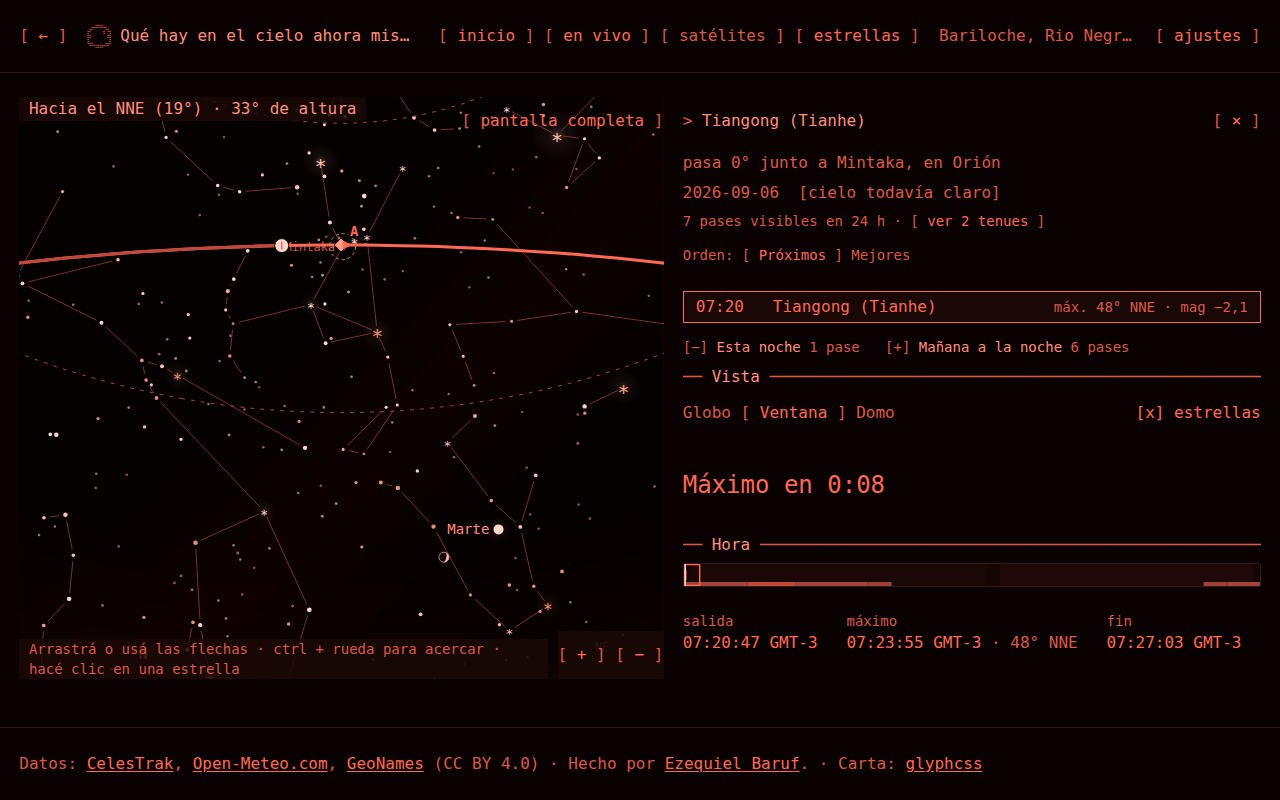 [ ← ] Qué hay en el cielo ahora mis… [ inicio ] [ en vivo ] [ satélites ] [ estrellas ] Bariloche, Rio Negr… [ ajustes ]
Hacia el NNE (19°) · 33° de altura
[ pantalla completa ]
A
Mintaka
Marte
Arrastrá o usá las flechas · ctrl + rueda para acercar ·
hacé clic en una estrella
[ + ] [ − ]
> Tiangong (Tianhe) [ × ]
pasa 0° junto a Mintaka, en Orión
2026-09-06 [cielo todavía claro]
7 pases visibles en 24 h · [ ver 2 tenues ]
Orden: [ Próximos ] Mejores
07:20 Tiangong (Tianhe) máx. 48° NNE · mag −2,1
[−] Esta noche 1 pase [+] Mañana a la noche 6 pases
Vista
Globo [ Ventana ] Domo [x] estrellas
Máximo en 0:08
Hora
salida máximo fin
07:20:47 GMT-3 07:23:55 GMT-3 · 48° NNE 07:27:03 GMT-3
Datos: CelesTrak, Open-Meteo.com, GeoNames (CC BY 4.0) · Hecho por Ezequiel Baruf. · Carta: glyphcss